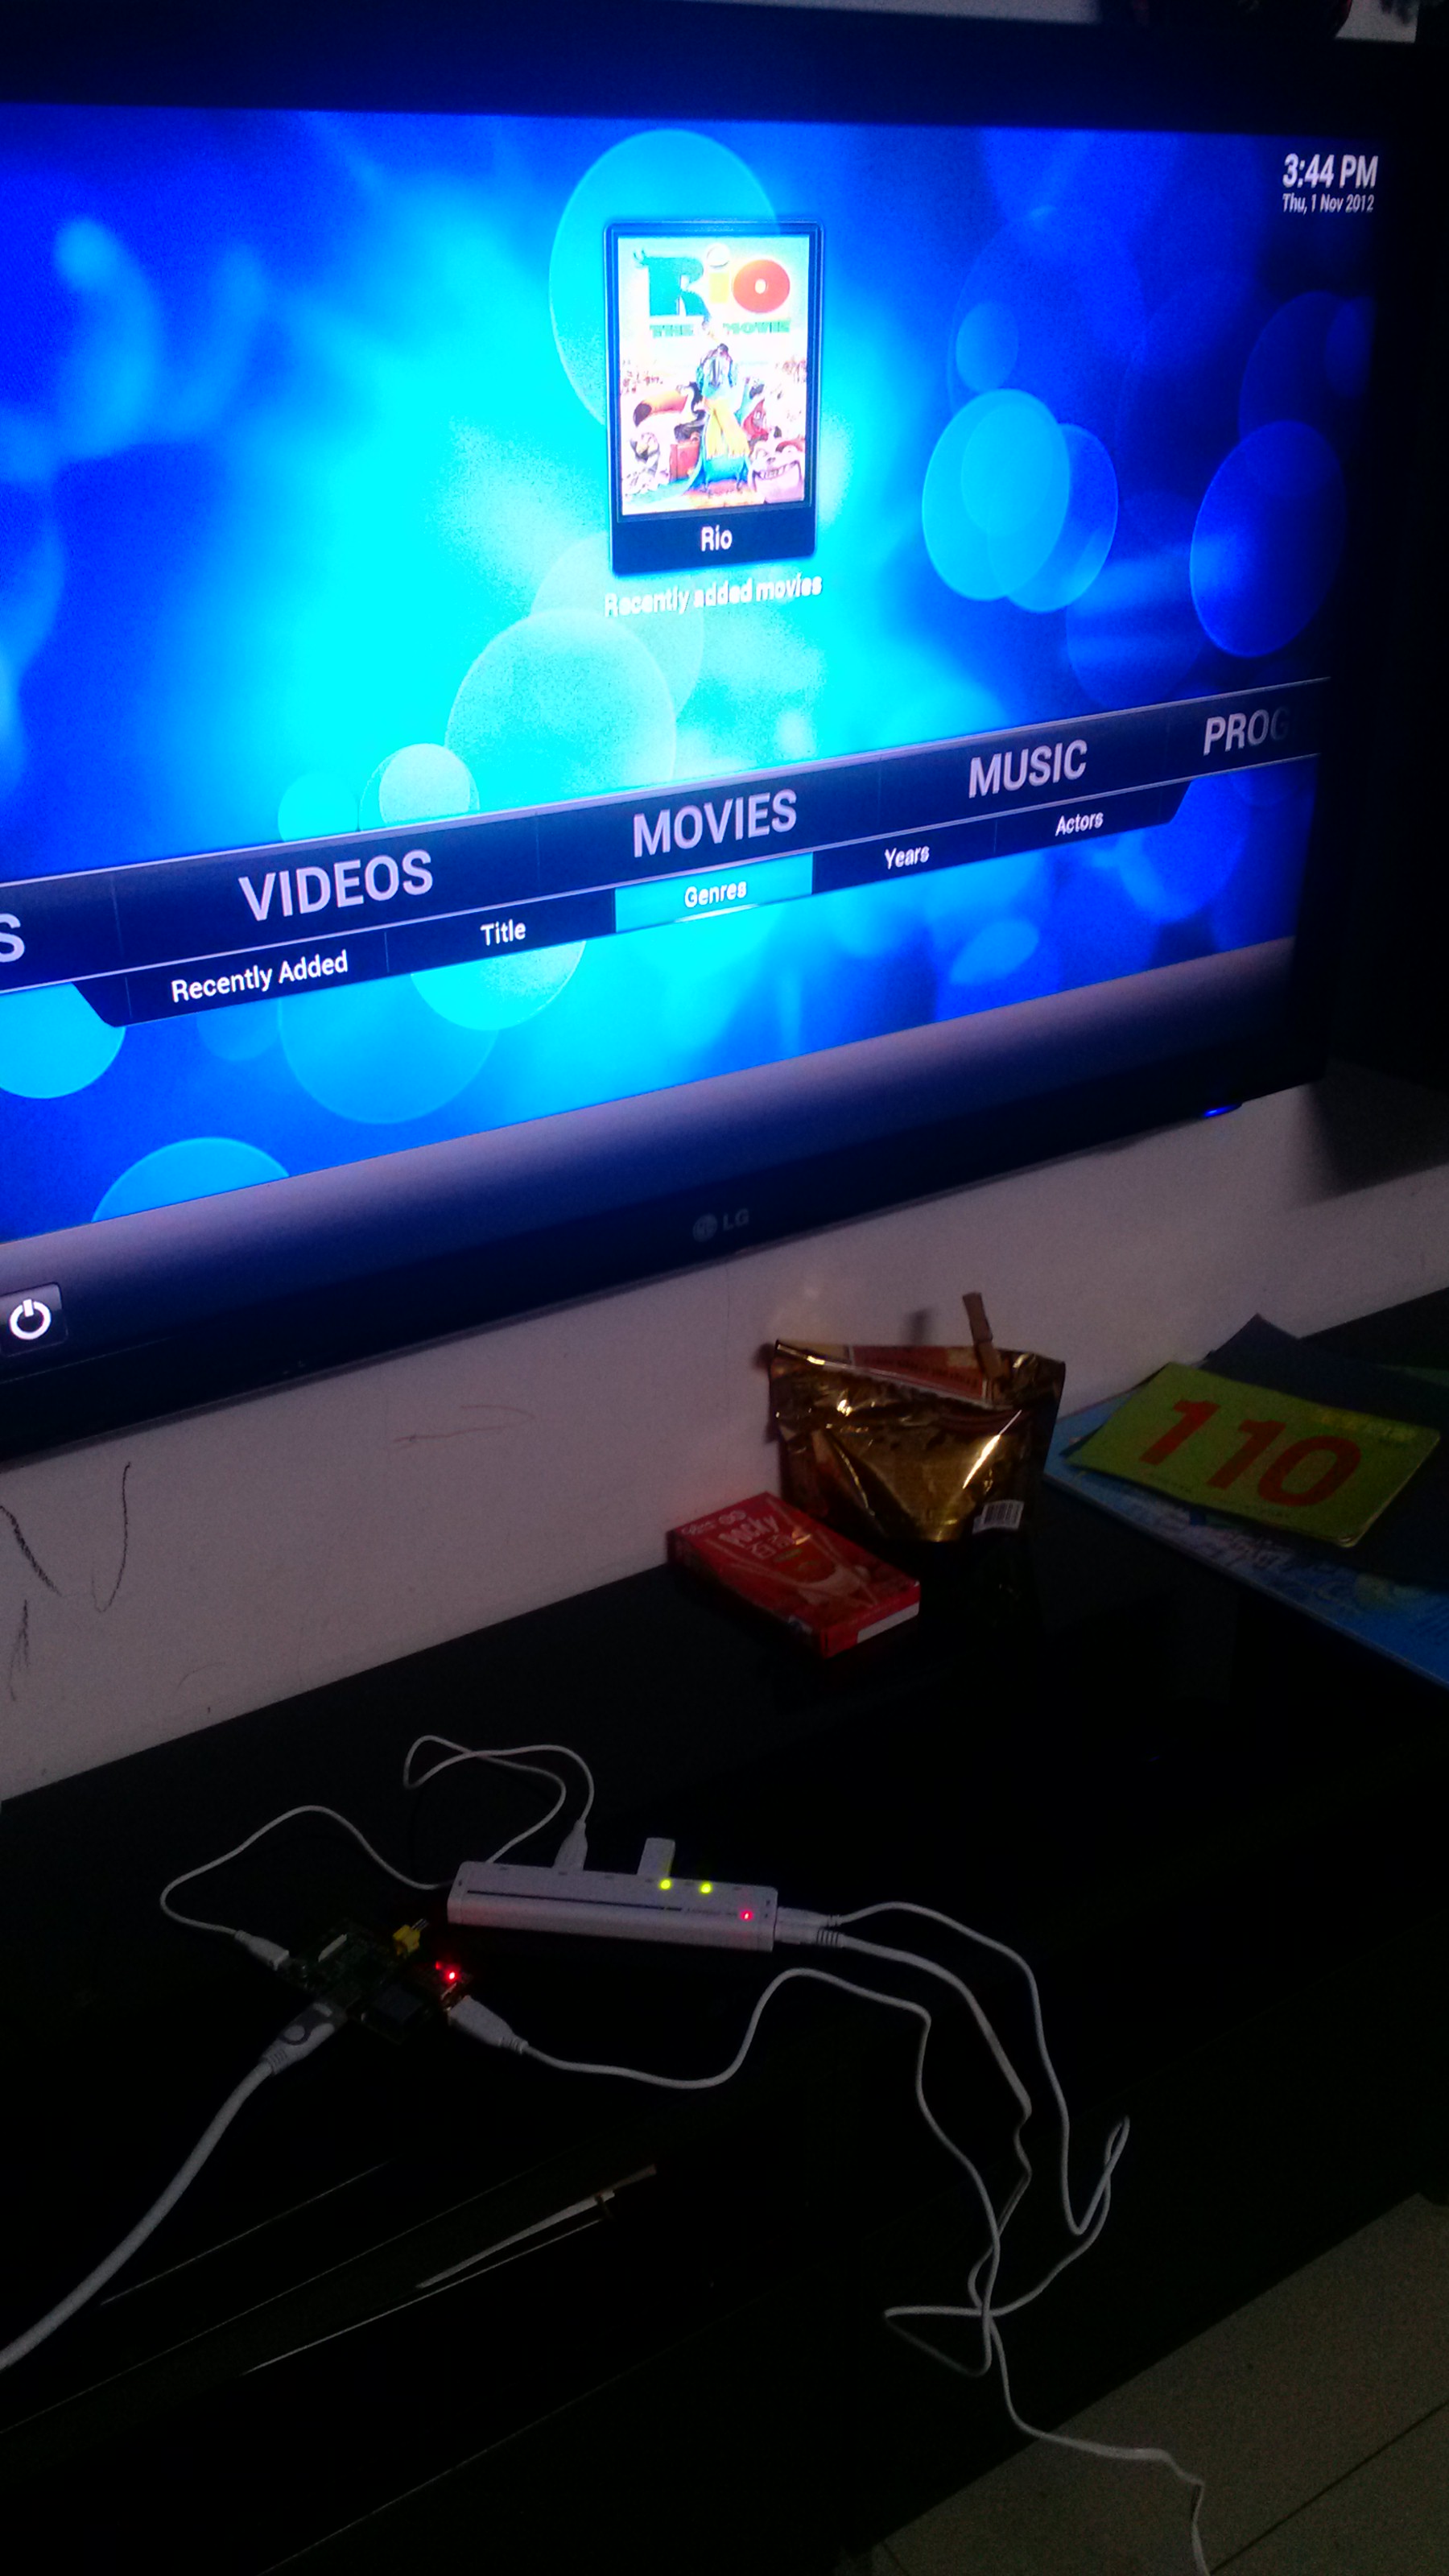 3:44 PM
Thu, 1 Nov 2012
Rio
THE MOVIE
Rio
Recently added movies
S VIDEOS MOVIES MUSIC PROG
Recently Added Title Genres Years Actors
LG
110
Pocky